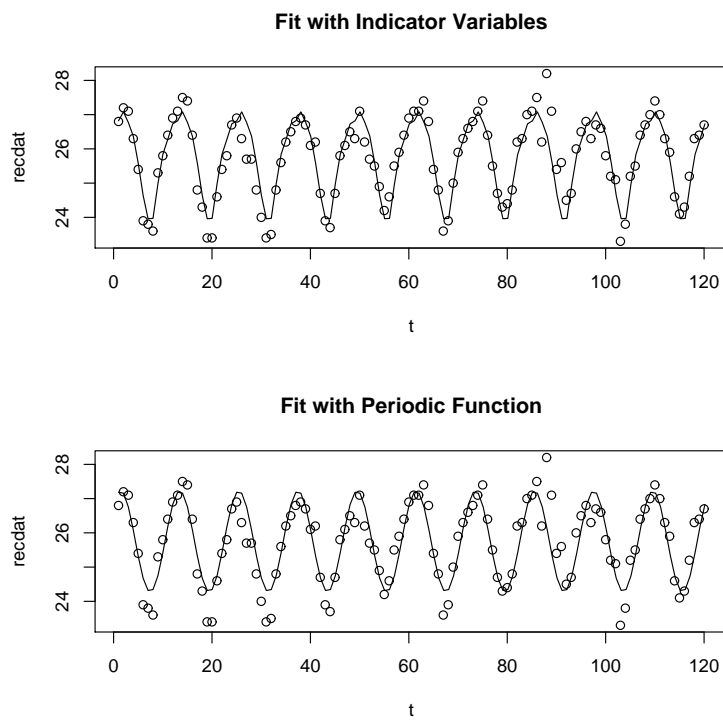 Fit with Indicator Variables
recdat
28
26
24
0 20 40 60 80 100 120
t
Fit with Periodic Function
recdat
28
26
24
0 20 40 60 80 100 120
t